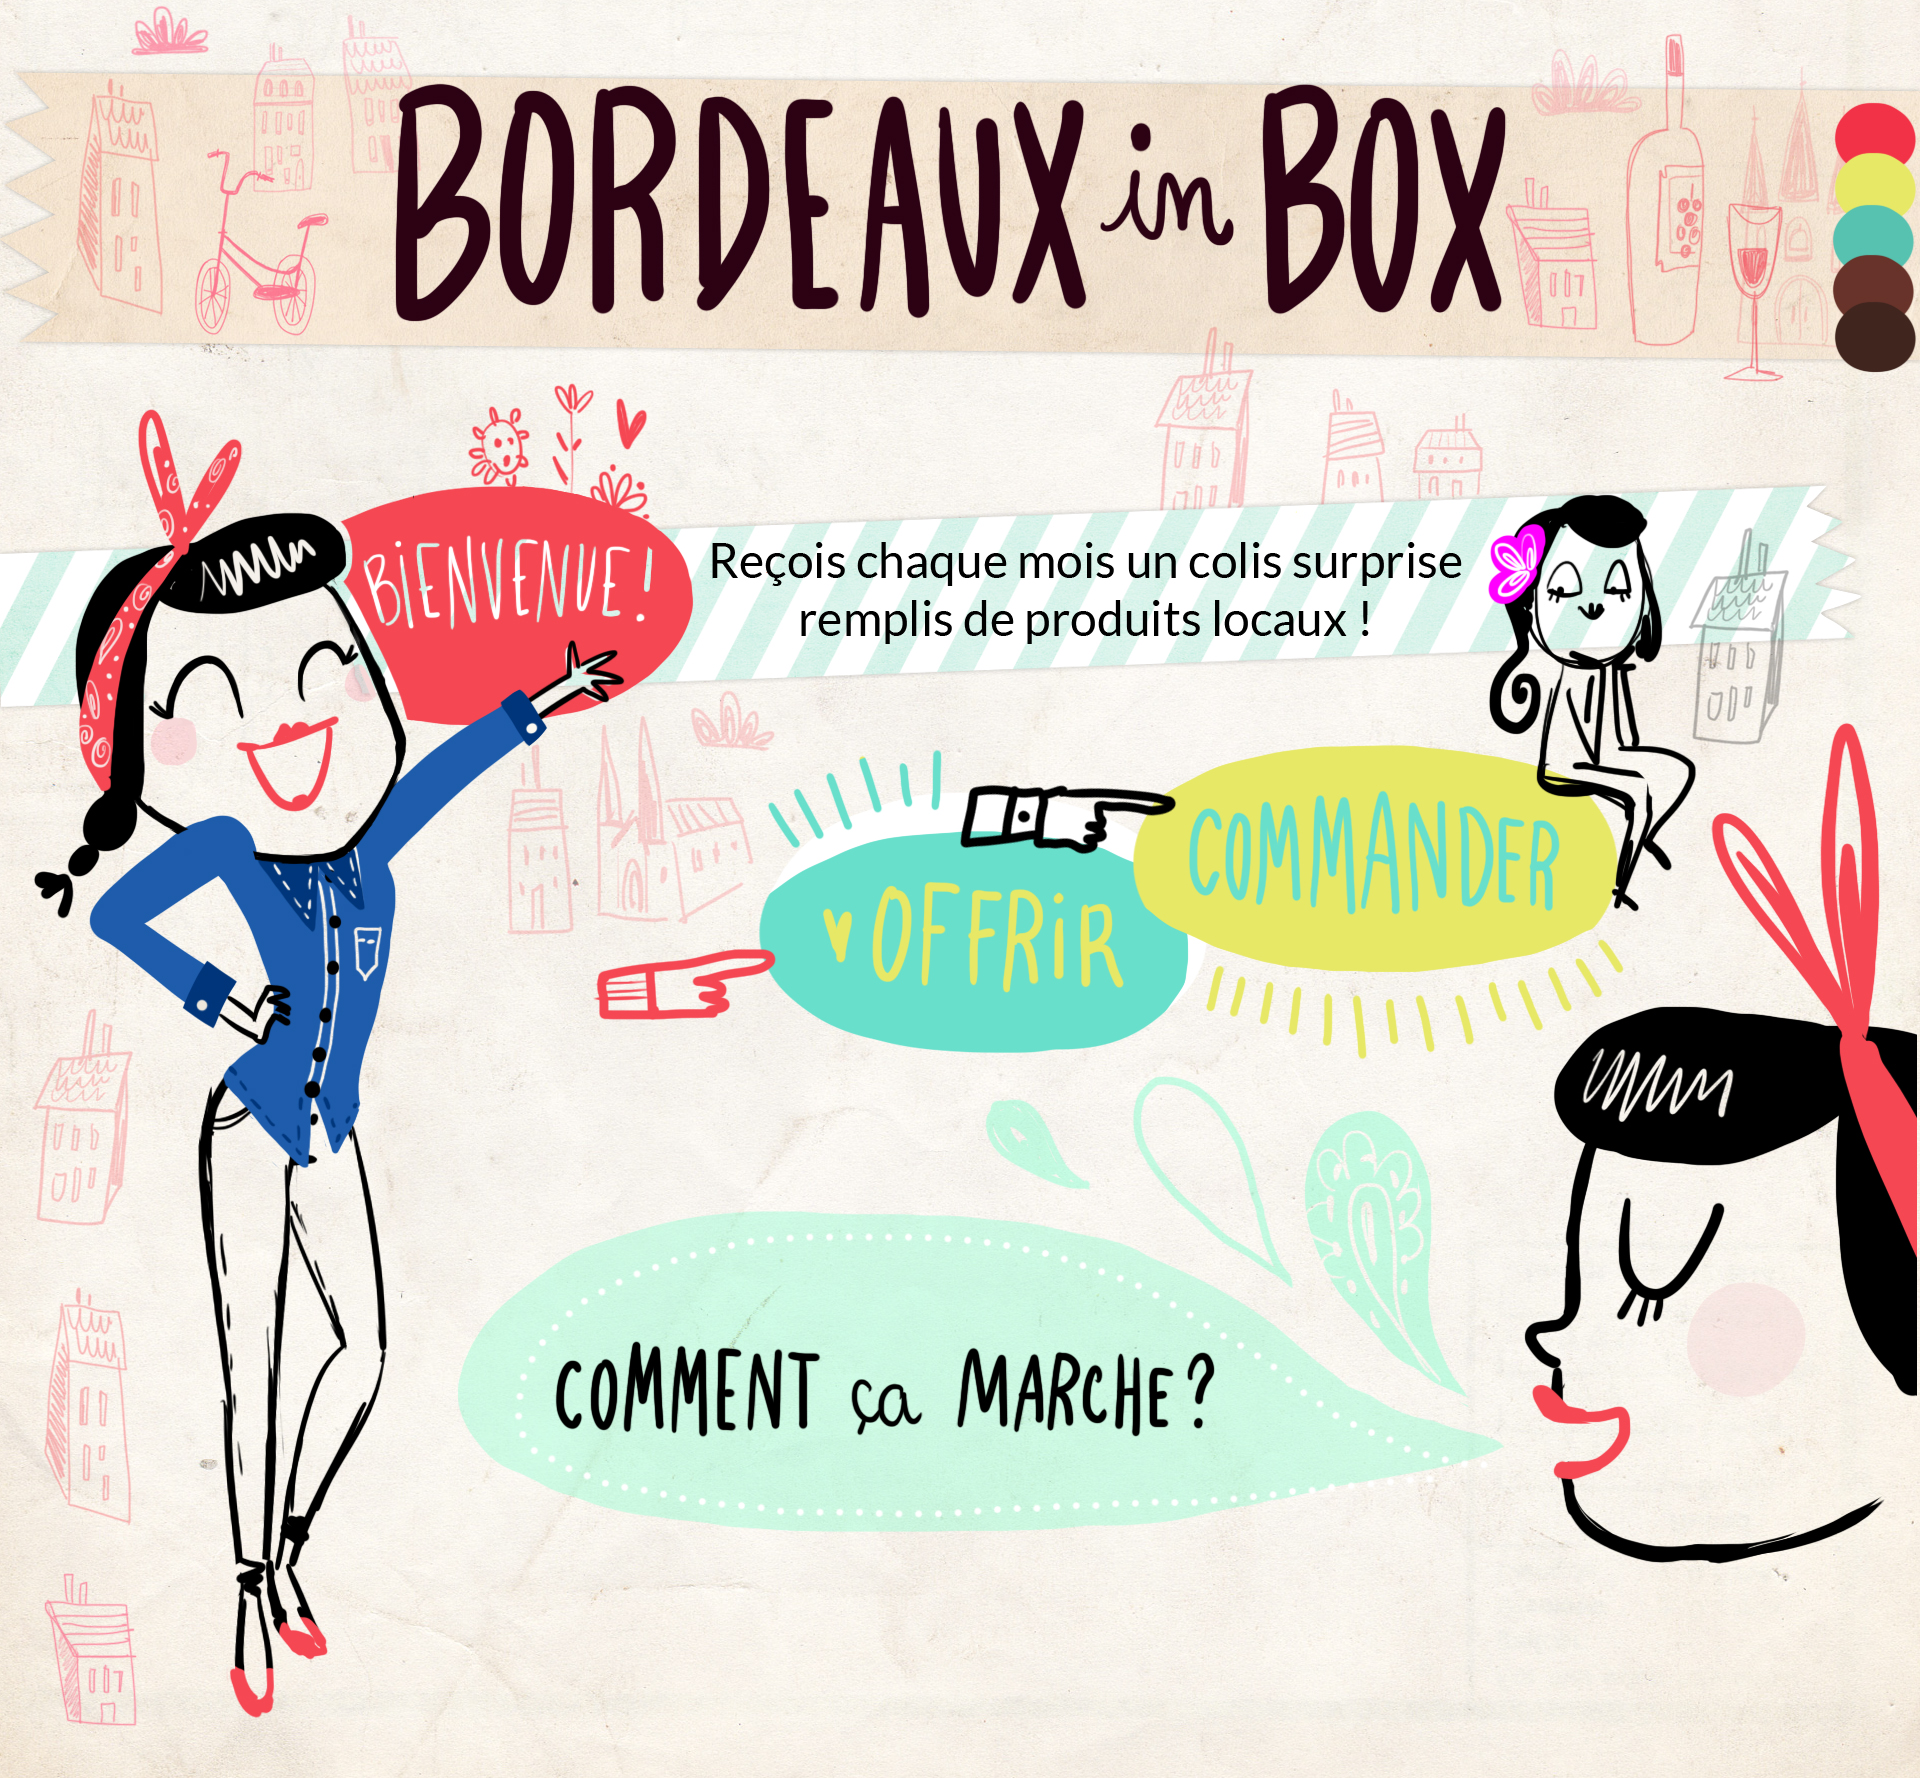 BORDEAUX in BOX
BiENVENUE!
Reçois chaque mois un colis surprise
remplis de produits locaux !
COMMANDER
OFFRiR
COMMENT ça MARCHE?